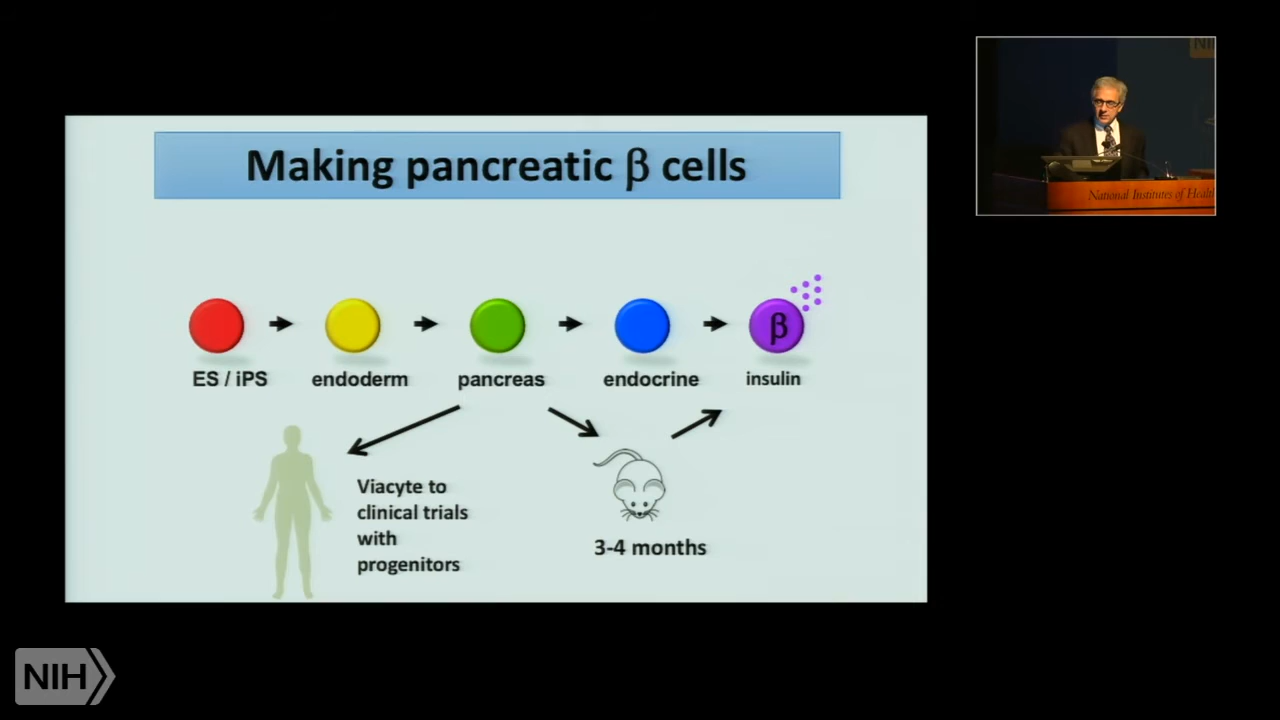 Making pancreatic β cells
β
ES / iPS
endoderm
pancreas
endocrine
insulin
Viacyte to
clinical trials
with
progenitors
3-4 months
National Institutes of Healt
NIH